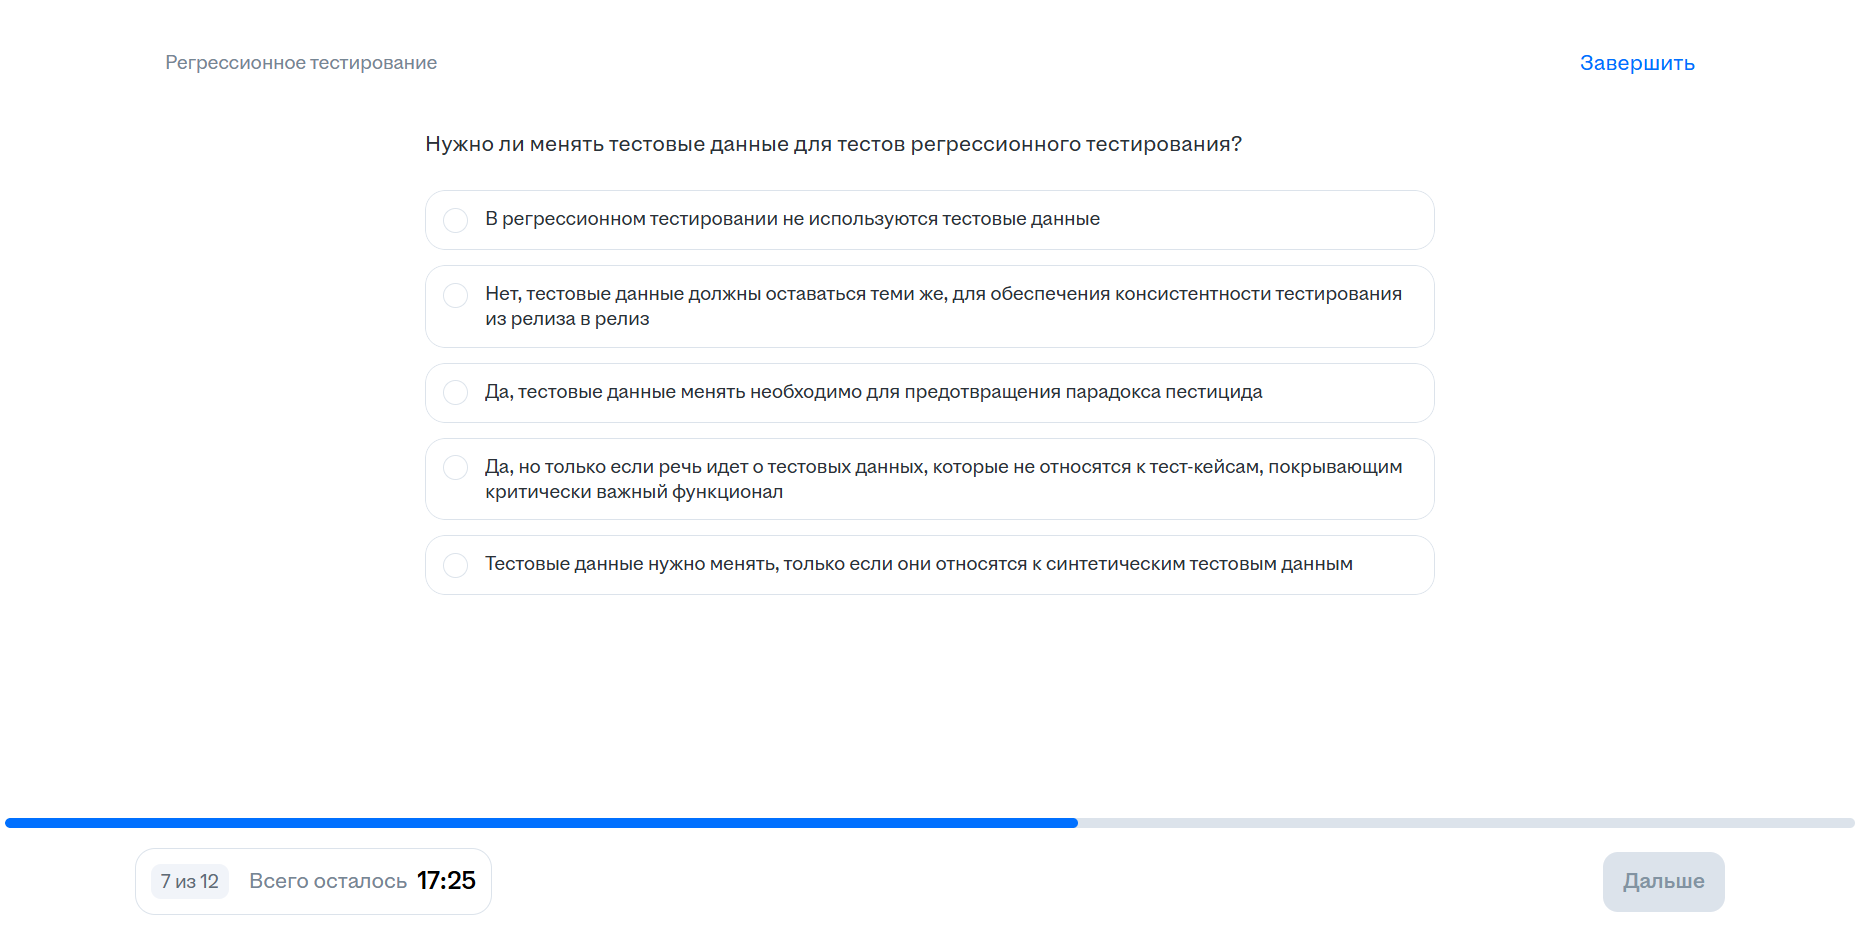 Регрессионное тестирование
Завершить
Нужно ли менять тестовые данные для тестов регрессионного тестирования?
В регрессионном тестировании не используются тестовые данные
Нет, тестовые данные должны оставаться теми же, для обеспечения консистентности тестирования
из релиза в релиз
Да, тестовые данные менять необходимо для предотвращения парадокса пестицида
Да, но только если речь идет о тестовых данных, которые не относятся к тест-кейсам, покрывающим
критически важный функционал
Тестовые данные нужно менять, только если они относятся к синтетическим тестовым данным
7 из 12
Всего осталось 17:25
Дальше